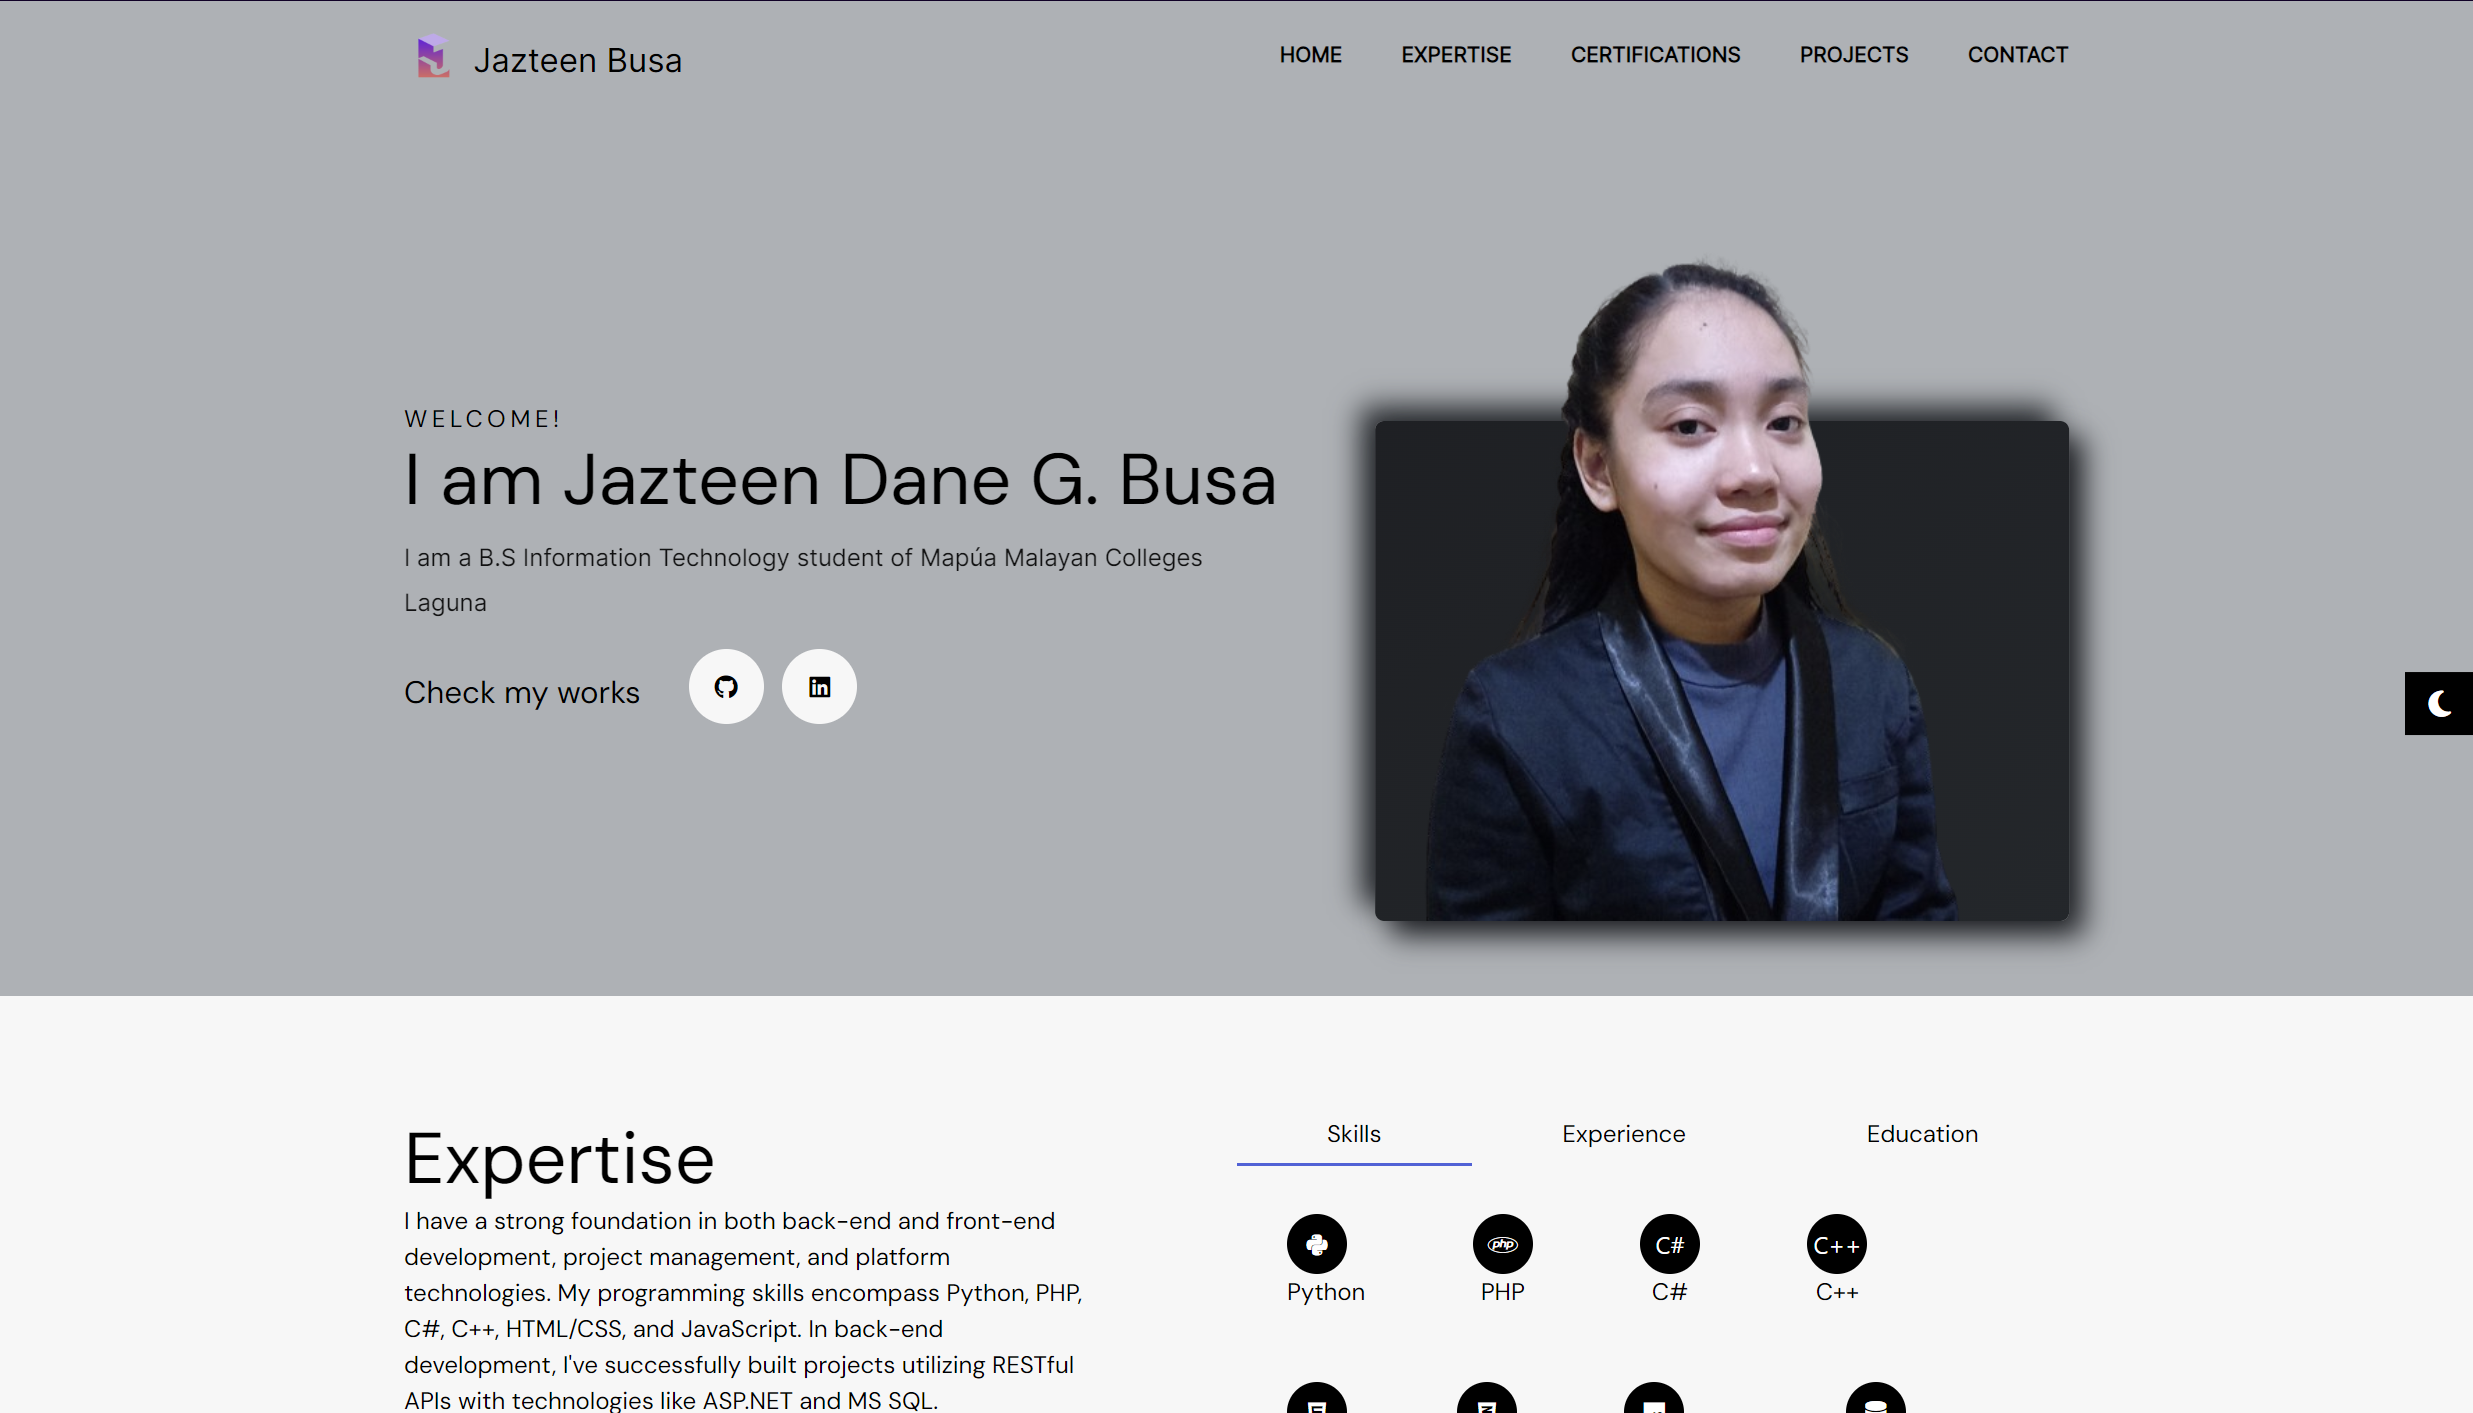 Jazteen Busa
HOME EXPERTISE CERTIFICATIONS PROJECTS CONTACT
WELCOME!
I am Jazteen Dane G. Busa
I am a B.S Information Technology student of Mapúa Malayan Colleges
Laguna
Check my works
in
Expertise
I have a strong foundation in both back-end and front-end
development, project management, and platform
technologies. My programming skills encompass Python, PHP,
C#, C++, HTML/CSS, and JavaScript. In back-end
development, I've successfully built projects utilizing RESTful
APIs with technologies like ASP.NET and MS SQL.
Skills Experience Education
php C# C++
Python PHP C# C++